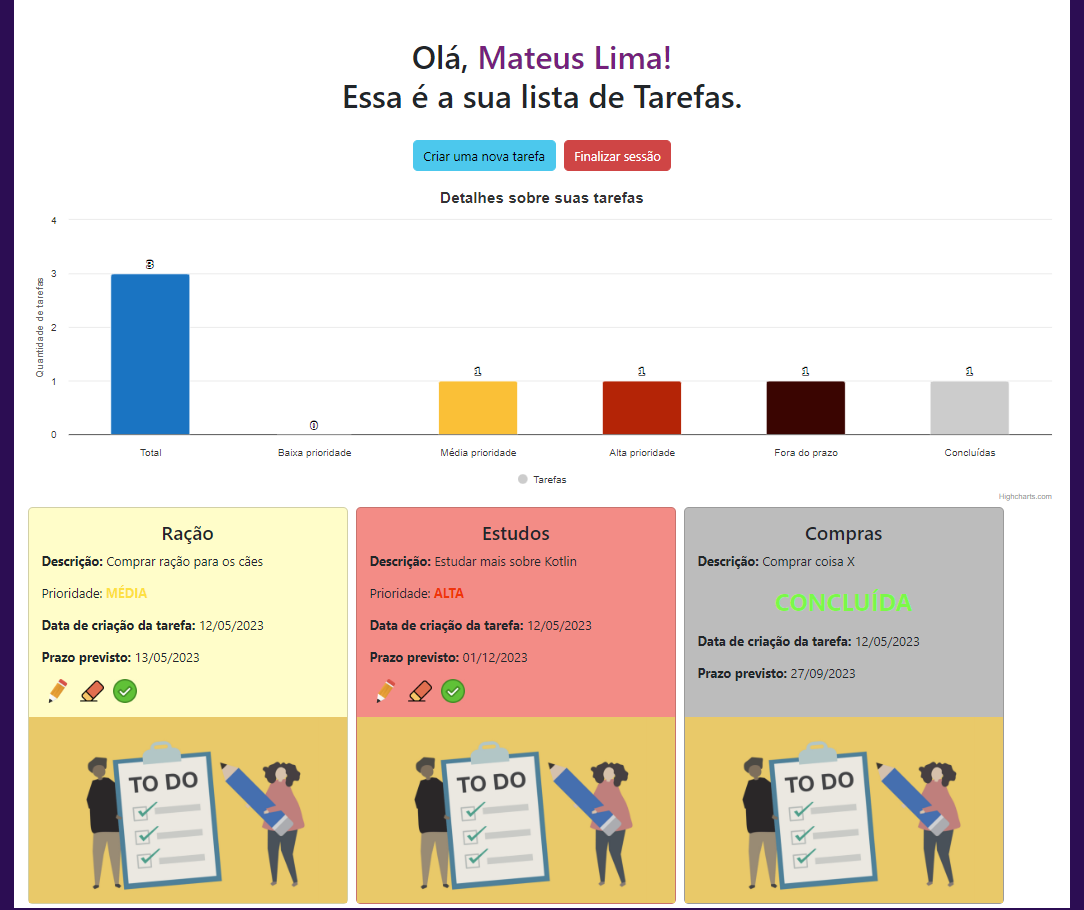 Olá, Mateus Lima!
Essa é a sua lista de Tarefas.
Criar uma nova tarefa
Finalizar sessão
Detalhes sobre suas tarefas
Quantidade de tarefas
4
3
2
1
0
3
0
1
1
1
1
Total
Baixa prioridade
Média prioridade
Alta prioridade
Fora do prazo
Concluídas
Tarefas
Highcharts.com
Ração
Descrição: Comprar ração para os cães
Prioridade: MÉDIA
Data de criação da tarefa: 12/05/2023
Prazo previsto: 13/05/2023
TO DO
Estudos
Descrição: Estudar mais sobre Kotlin
Prioridade: ALTA
Data de criação da tarefa: 12/05/2023
Prazo previsto: 01/12/2023
TO DO
Compras
Descrição: Comprar coisa X
CONCLUÍDA
Data de criação da tarefa: 12/05/2023
Prazo previsto: 27/09/2023
TO DO